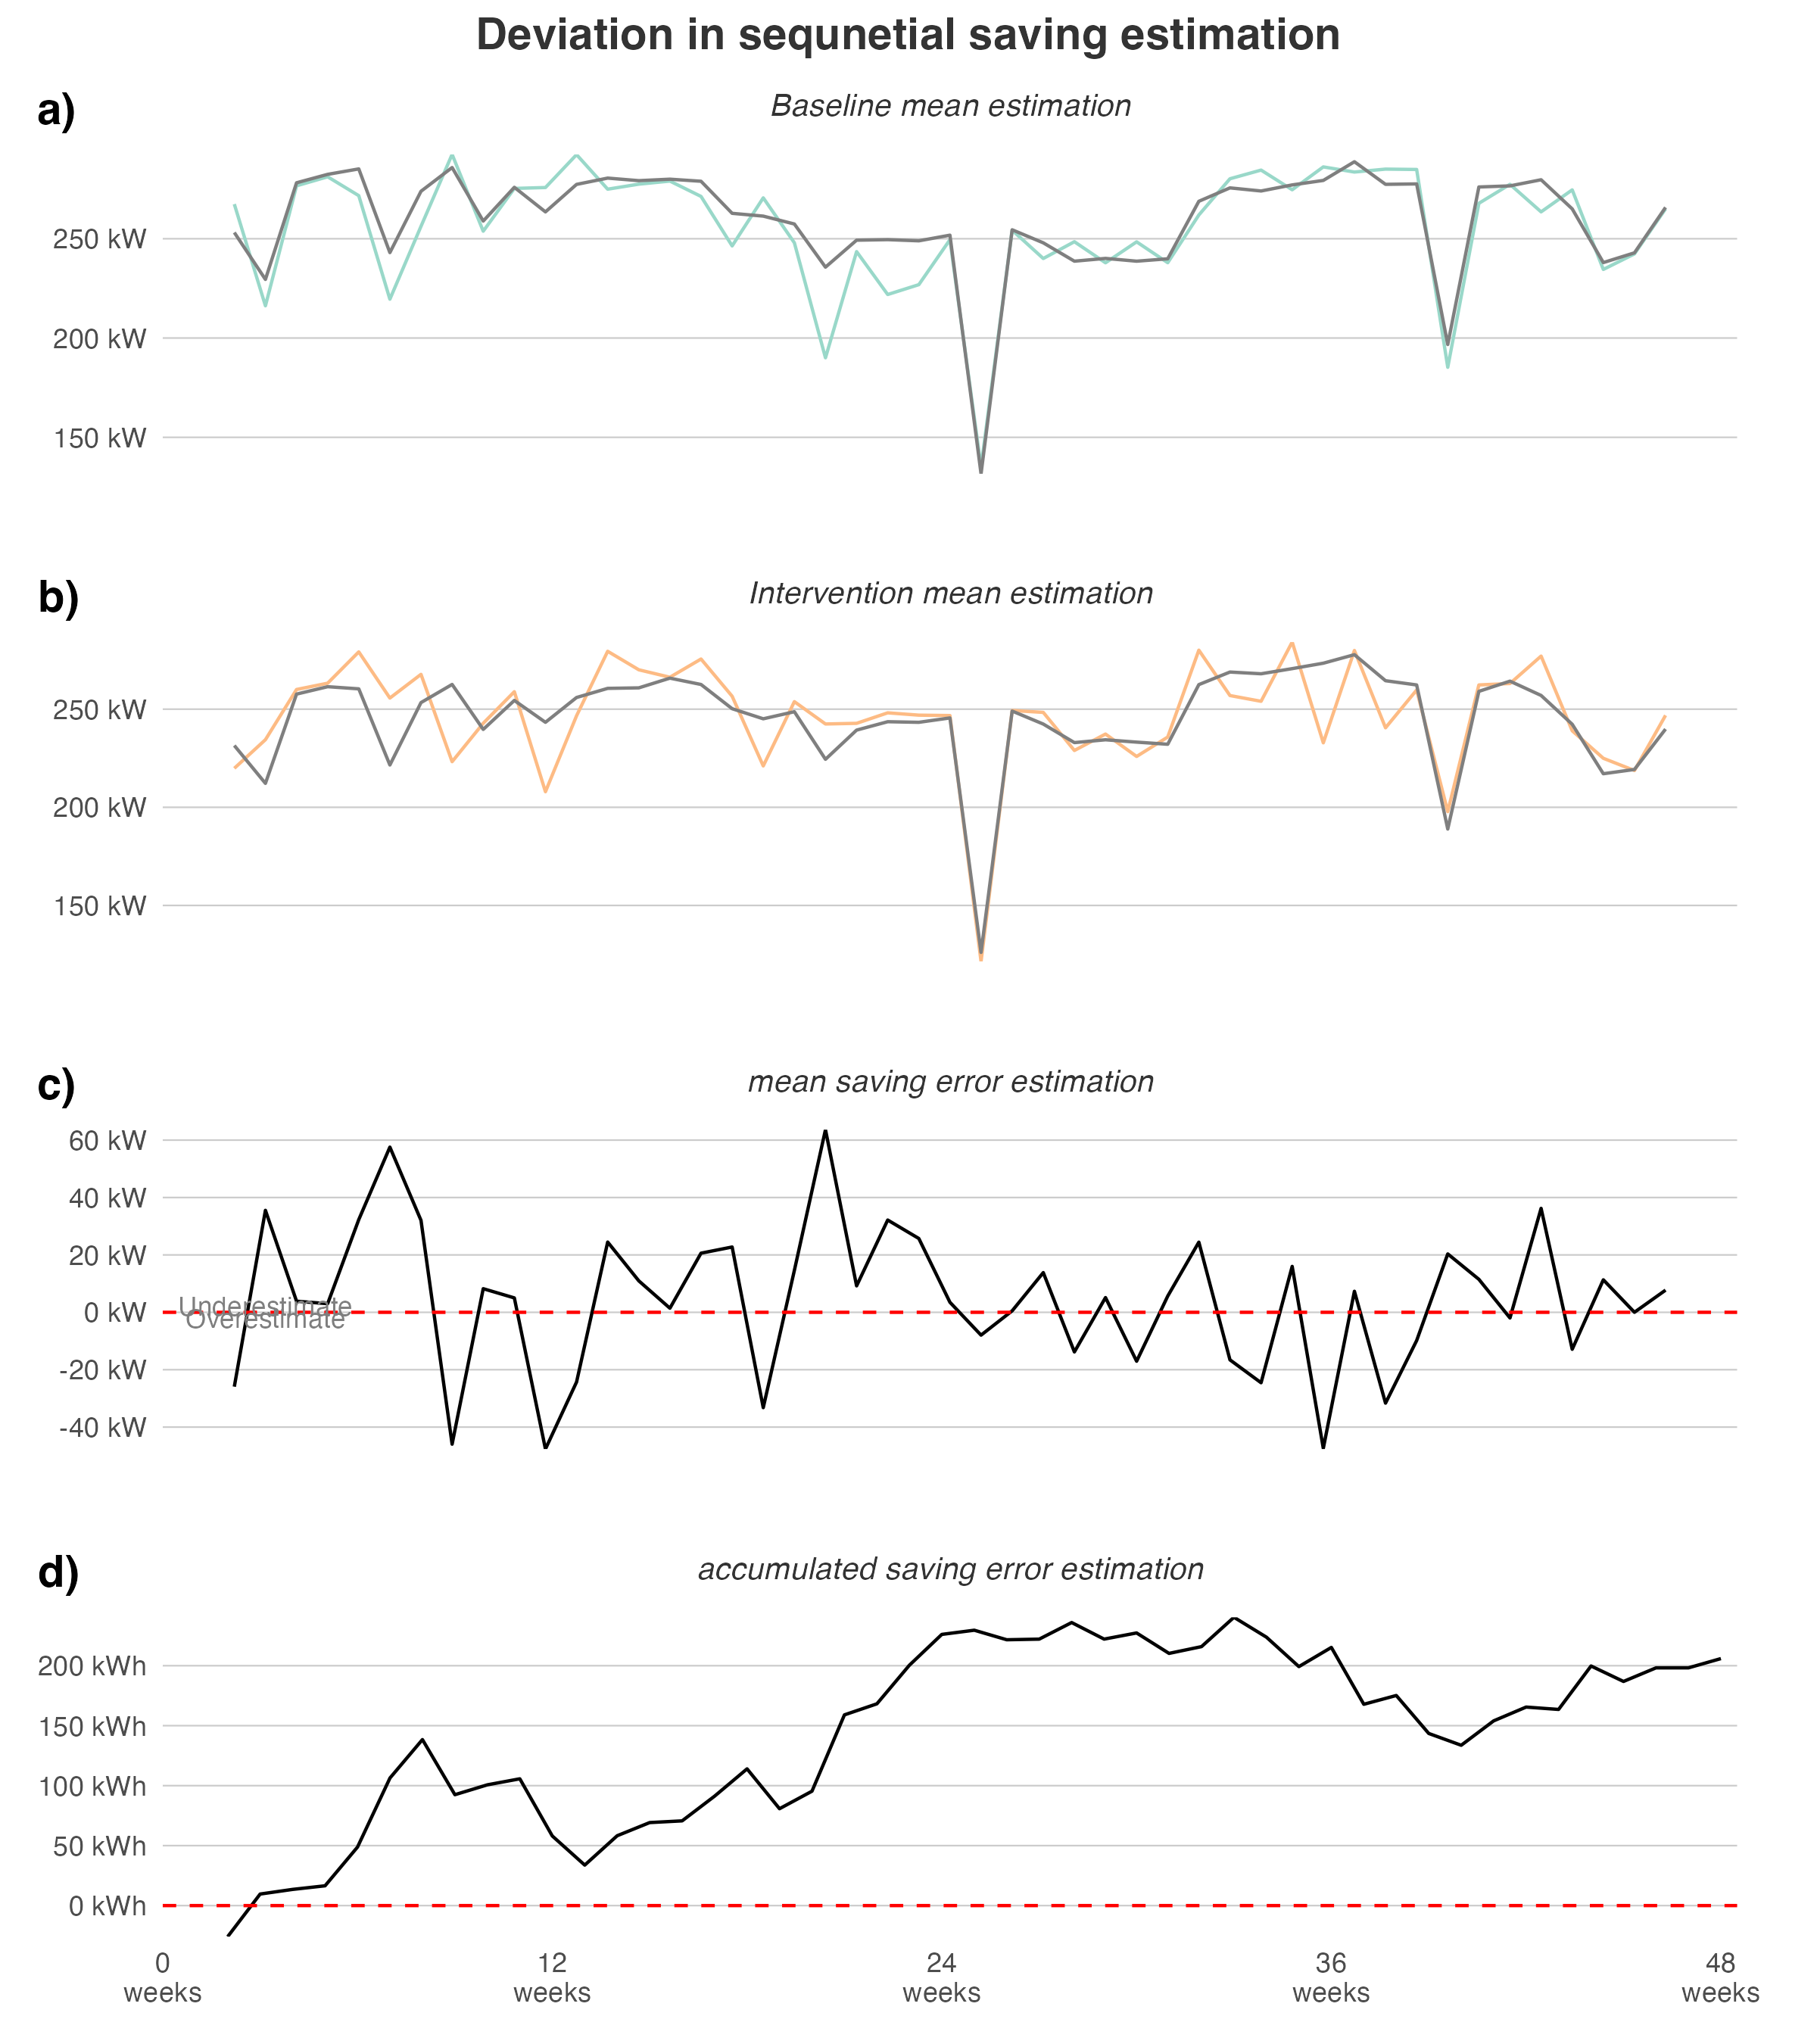 Deviation in sequnetial saving estimation
a)
Baseline mean estimation
250 kW
200 kW
150 kW
b)
Intervention mean estimation
250 kW
200 kW
150 kW
c)
mean saving error estimation
60 kW
40 kW
20 kW
0 kW
Underestimate
Overestimate
-20 kW
-40 kW
d)
accumulated saving error estimation
200 kWh
150 kWh
100 kWh
50 kWh
0 kWh
0
weeks
12
weeks
24
weeks
36
weeks
48
weeks